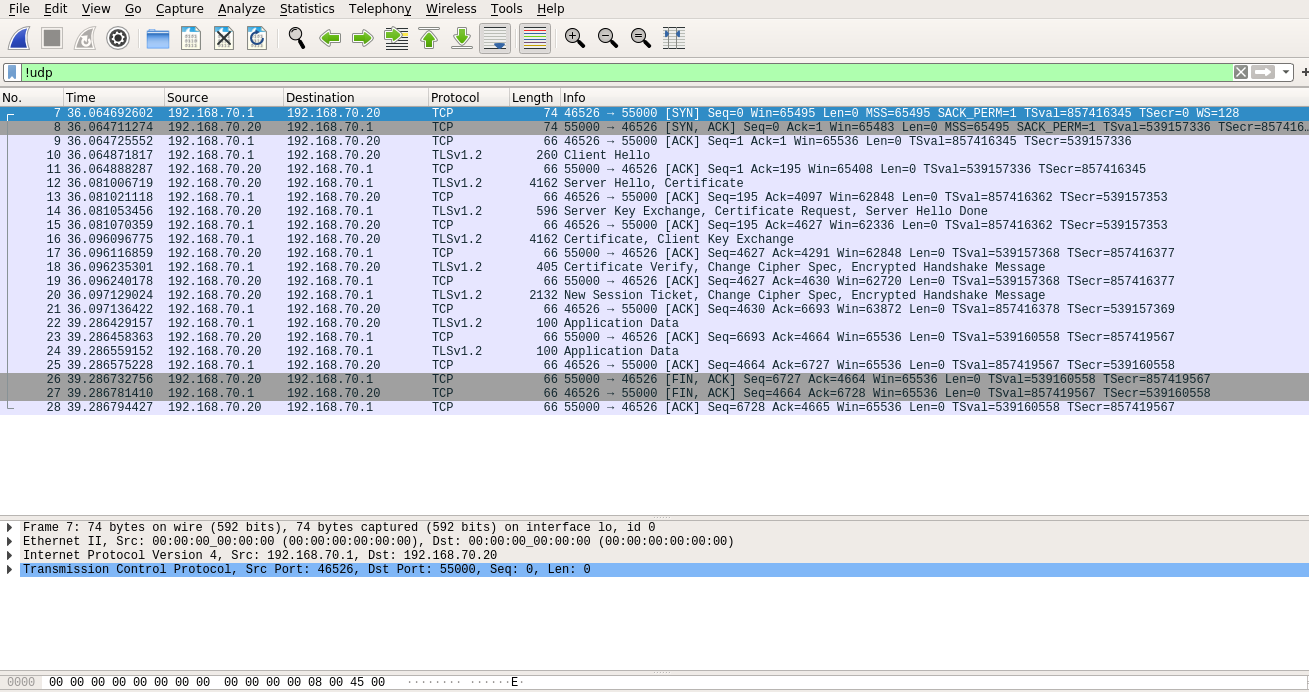 File Edit View Go Capture Analyze Statistics Telephony Wireless Tools Help
!udp
No. Time Source Destination Protocol Length Info
7 36.064692602 192.168.70.1 192.168.70.20 TCP 74 46526 → 55000 [SYN] Seq=0 Win=65495 Len=0 MSS=65495 SACK_PERM=1 TSval=857416345 TSecr=0 WS=128
8 36.064711274 192.168.70.20 192.168.70.1 TCP 74 55000 → 46526 [SYN, ACK] Seq=0 Ack=1 Win=65483 Len=0 MSS=65495 SACK_PERM=1 TSval=539157336 TSecr=857416…
9 36.064725552 192.168.70.1 192.168.70.20 TCP 66 46526 → 55000 [ACK] Seq=1 Ack=1 Win=65536 Len=0 TSval=857416345 TSecr=539157336
10 36.064871817 192.168.70.1 192.168.70.20 TLSv1.2 260 Client Hello
11 36.064888287 192.168.70.20 192.168.70.1 TCP 66 55000 → 46526 [ACK] Seq=1 Ack=195 Win=65408 Len=0 TSval=539157336 TSecr=857416345
12 36.081006719 192.168.70.20 192.168.70.1 TLSv1.2 4162 Server Hello, Certificate
13 36.081021118 192.168.70.1 192.168.70.20 TCP 66 46526 → 55000 [ACK] Seq=195 Ack=4097 Win=62848 Len=0 TSval=857416362 TSecr=539157353
14 36.081053456 192.168.70.20 192.168.70.1 TLSv1.2 596 Server Key Exchange, Certificate Request, Server Hello Done
15 36.081070359 192.168.70.1 192.168.70.20 TCP 66 46526 → 55000 [ACK] Seq=195 Ack=4627 Win=62336 Len=0 TSval=857416362 TSecr=539157353
16 36.096096775 192.168.70.1 192.168.70.20 TLSv1.2 4162 Certificate, Client Key Exchange
17 36.096116859 192.168.70.20 192.168.70.1 TCP 66 55000 → 46526 [ACK] Seq=4627 Ack=4291 Win=62848 Len=0 TSval=539157368 TSecr=857416377
18 36.096235301 192.168.70.1 192.168.70.20 TLSv1.2 405 Certificate Verify, Change Cipher Spec, Encrypted Handshake Message
19 36.096240178 192.168.70.20 192.168.70.1 TCP 66 55000 → 46526 [ACK] Seq=4627 Ack=4630 Win=62720 Len=0 TSval=539157368 TSecr=857416377
20 36.097129024 192.168.70.20 192.168.70.1 TLSv1.2 2132 New Session Ticket, Change Cipher Spec, Encrypted Handshake Message
21 36.097136422 192.168.70.1 192.168.70.20 TCP 66 46526 → 55000 [ACK] Seq=4630 Ack=6693 Win=63872 Len=0 TSval=857416378 TSecr=539157369
22 39.286429157 192.168.70.1 192.168.70.20 TLSv1.2 100 Application Data
23 39.286458363 192.168.70.20 192.168.70.1 TCP 66 55000 → 46526 [ACK] Seq=6693 Ack=4664 Win=65536 Len=0 TSval=539160558 TSecr=857419567
24 39.286559152 192.168.70.20 192.168.70.1 TLSv1.2 100 Application Data
25 39.286575228 192.168.70.1 192.168.70.20 TCP 66 46526 → 55000 [ACK] Seq=4664 Ack=6727 Win=65536 Len=0 TSval=857419567 TSecr=539160558
26 39.286732756 192.168.70.20 192.168.70.1 TCP 66 55000 → 46526 [FIN, ACK] Seq=6727 Ack=4664 Win=65536 Len=0 TSval=539160558 TSecr=857419567
27 39.286781410 192.168.70.1 192.168.70.20 TCP 66 46526 → 55000 [FIN, ACK] Seq=4664 Ack=6728 Win=65536 Len=0 TSval=857419567 TSecr=539160558
28 39.286794427 192.168.70.20 192.168.70.1 TCP 66 55000 → 46526 [ACK] Seq=6728 Ack=4665 Win=65536 Len=0 TSval=539160558 TSecr=857419567
Frame 7: 74 bytes on wire (592 bits), 74 bytes captured (592 bits) on interface lo, id 0
Ethernet II, Src: 00:00:00_00:00:00 (00:00:00:00:00:00), Dst: 00:00:00_00:00:00 (00:00:00:00:00:00)
Internet Protocol Version 4, Src: 192.168.70.1, Dst: 192.168.70.20
Transmission Control Protocol, Src Port: 46526, Dst Port: 55000, Seq: 0, Len: 0
0000 00 00 00 00 00 00 00 00 00 00 00 00 08 00 45 00 ········ ······E·